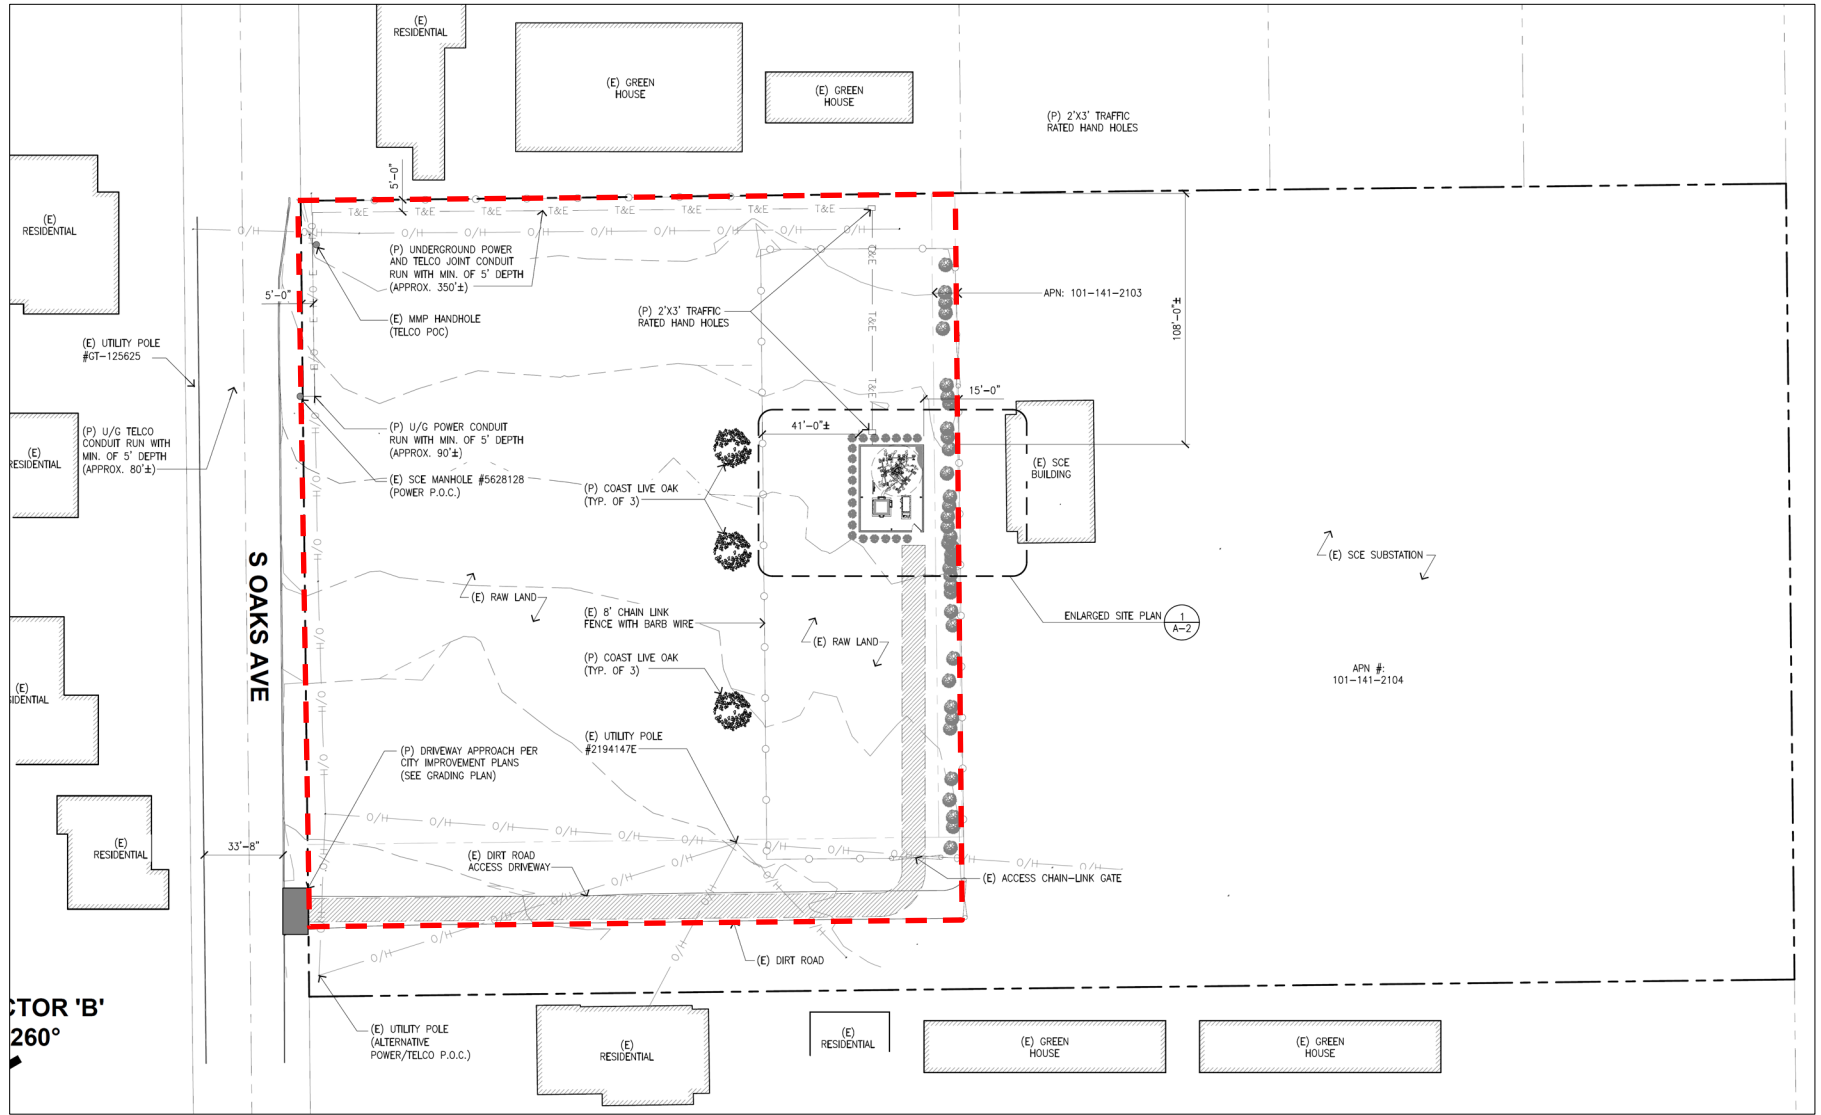 (E)
RESIDENTIAL
(E) GREEN
HOUSE
(E) GREEN
HOUSE
(P) 2'X3' TRAFFIC
RATED HAND HOLES
5'-0"
(E)
RESIDENTIAL
T&E T&E T&E T&E T&E T&E T&E T&E
O/H O/H O/H O/H O/H O/H O/H O/H
(P) UNDERGROUND POWER
AND TELCO JOINT CONDUIT
RUN WITH MIN. OF 5' DEPTH
(APPROX. 350'±)
T&E
5'-0"
APN: 101-141-2103
108'-0"±
(E) MMP HANDHOLE
(TELCO POC)
(P) 2'X3' TRAFFIC
RATED HAND HOLES
T&E
(E) UTILITY POLE
#GT-125625
T&E
15'-0"
(P) U/G TELCO
CONDUIT RUN WITH
MIN. OF 5' DEPTH
(APPROX. 80'±)
(E)
RESIDENTIAL
(P) U/G POWER CONDUIT
RUN WITH MIN. OF 5' DEPTH
(APPROX. 90'±)
O/H
41'-0"±
(E) SCE
BUILDING
(E) SCE MANHOLE #5628128
(POWER P.O.C.)
O/H
(P) COAST LIVE OAK
(TYP. OF 3)
O/H
(E) SCE SUBSTATION
S OAKS AVE
(E) RAW LAND
(E) 8' CHAIN LINK
FENCE WITH BARB WIRE
(E) RAW LAND
ENLARGED SITE PLAN
1
A-2
O/H
(P) COAST LIVE OAK
(TYP. OF 3)
APN #:
101-141-2104
(E)
SIDENTIAL
O/H
(E) UTILITY POLE
#2194147E
(P) DRIVEWAY APPROACH PER
CITY IMPROVEMENT PLANS
(SEE GRADING PLAN)
O/H
O/H O/H O/H O/H O/H O/H O/H O/H O/H O/H
33'-8"
(E)
RESIDENTIAL
(E) DIRT ROAD
ACCESS DRIVEWAY
O/H
O/H
(E) ACCESS CHAIN-LINK GATE
O/H
O/H
O/H
O/H
O/H
O/H
(E) DIRT ROAD
CTOR 'B'
260°
(E) UTILITY POLE
(ALTERNATIVE
POWER/TELCO P.O.C.)
(E)
RESIDENTIAL
(E)
RESIDENTIAL
(E) GREEN
HOUSE
(E) GREEN
HOUSE